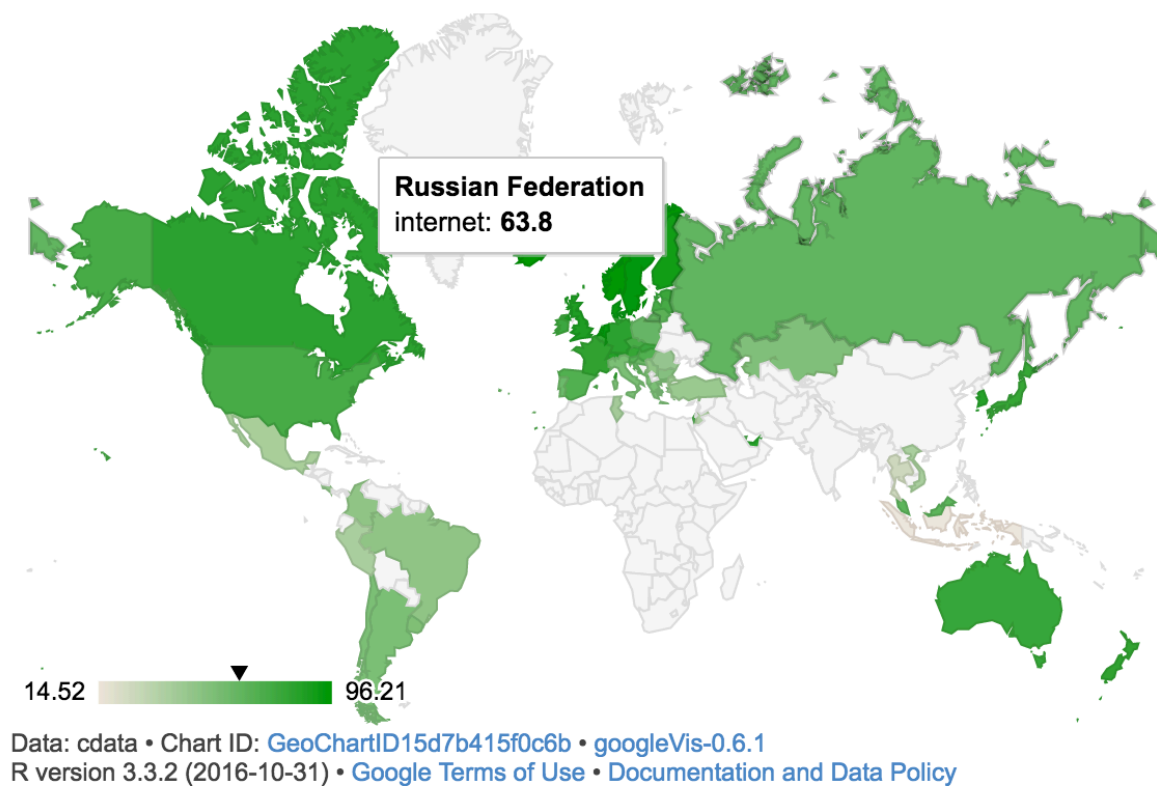 Russian Federation
internet: 63.8
14.52 96.21
Data: cdata • Chart ID: GeoChartID15d7b415f0c6b • googleVis-0.6.1
R version 3.3.2 (2016-10-31) • Google Terms of Use • Documentation and Data Policy